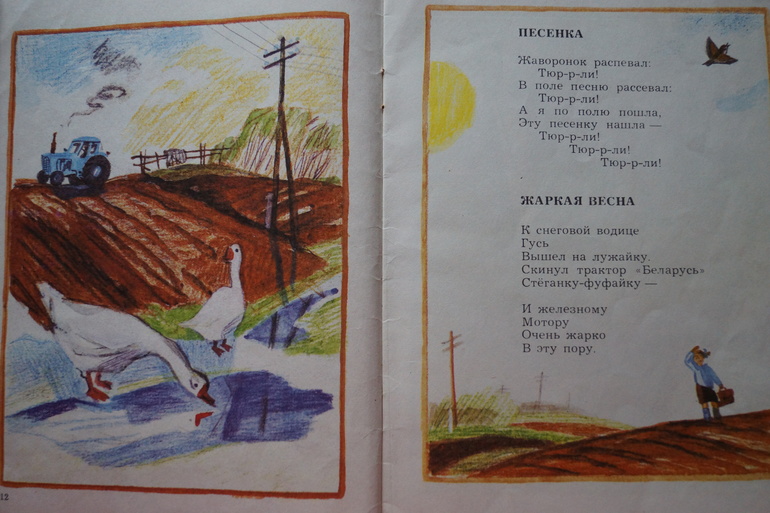 ПЕСЕНКА
Жаворонок распевал:
Тюр-р-ли!
В поле песню рассевал:
Тюр-р-ли!
А я по полю пошла,
Эту песенку нашла —
Тюр-р-ли!
Тюр-р-ли!
Тюр-р-ли!
ЖАРКАЯ ВЕСНА
К снеговой водице
Гусь
Вышел на лужайку.
Скинул трактор «Беларусь»
Стёганку-фуфайку —
И железному
Мотору
Очень жарко
В эту пору.
12